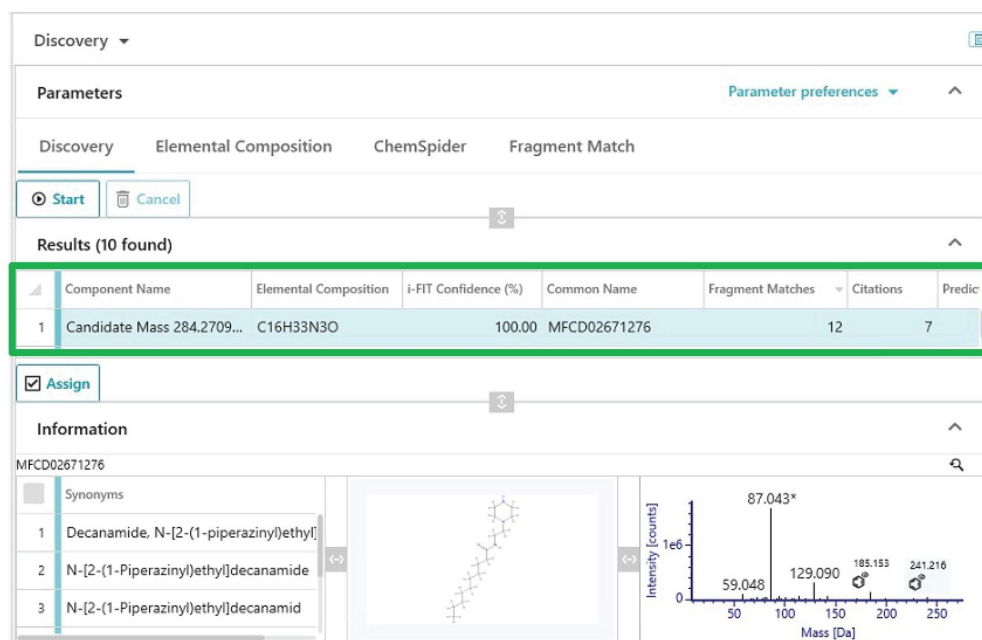 Discovery
Parameters
Parameter preferences
Discovery Elemental Composition ChemSpider Fragment Match
Start Cancel
Results (10 found)
Component Name Elemental Composition i-FIT Confidence (%) Common Name Fragment Matches Citations Predic
1 Candidate Mass 284.2709... C16H33N3O 100.00 MFCD02671276 12 7
Assign
Information
MFCD02671276
Synonyms
1 Decanamide, N-[2-(1-piperazinyl)ethyl]
2 N-[2-(1-Piperazinyl)ethyl]decanamide
3 N-[2-(1-Piperazinyl)ethyl]decanamid
Intensity [counts]
1e6
0
87.043*
59.048
129.090
185.153
241.216
50 100 150 200 250
Mass [Da]